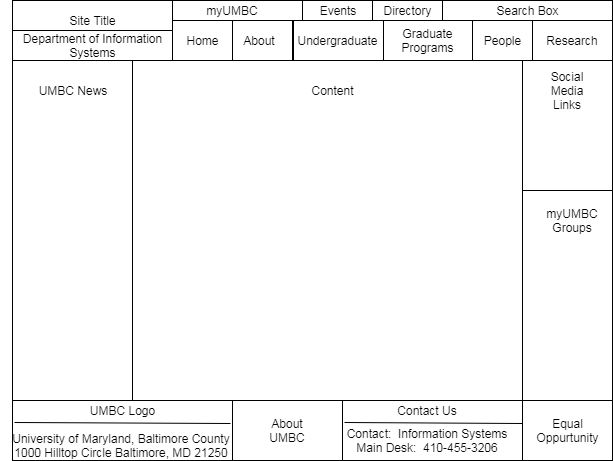 Site Title
Department of Information
Systems
myUMBC
Events
Directory
Search Box
Home
About
Undergraduate
Graduate
Programs
People
Research
UMBC News
Content
Social
Media
Links
myUMBC
Groups
UMBC Logo
University of Maryland, Baltimore County
1000 Hilltop Circle Baltimore, MD 21250
About
UMBC
Contact Us
Contact: Information Systems
Main Desk: 410-455-3206
Equal
Oppurtunity